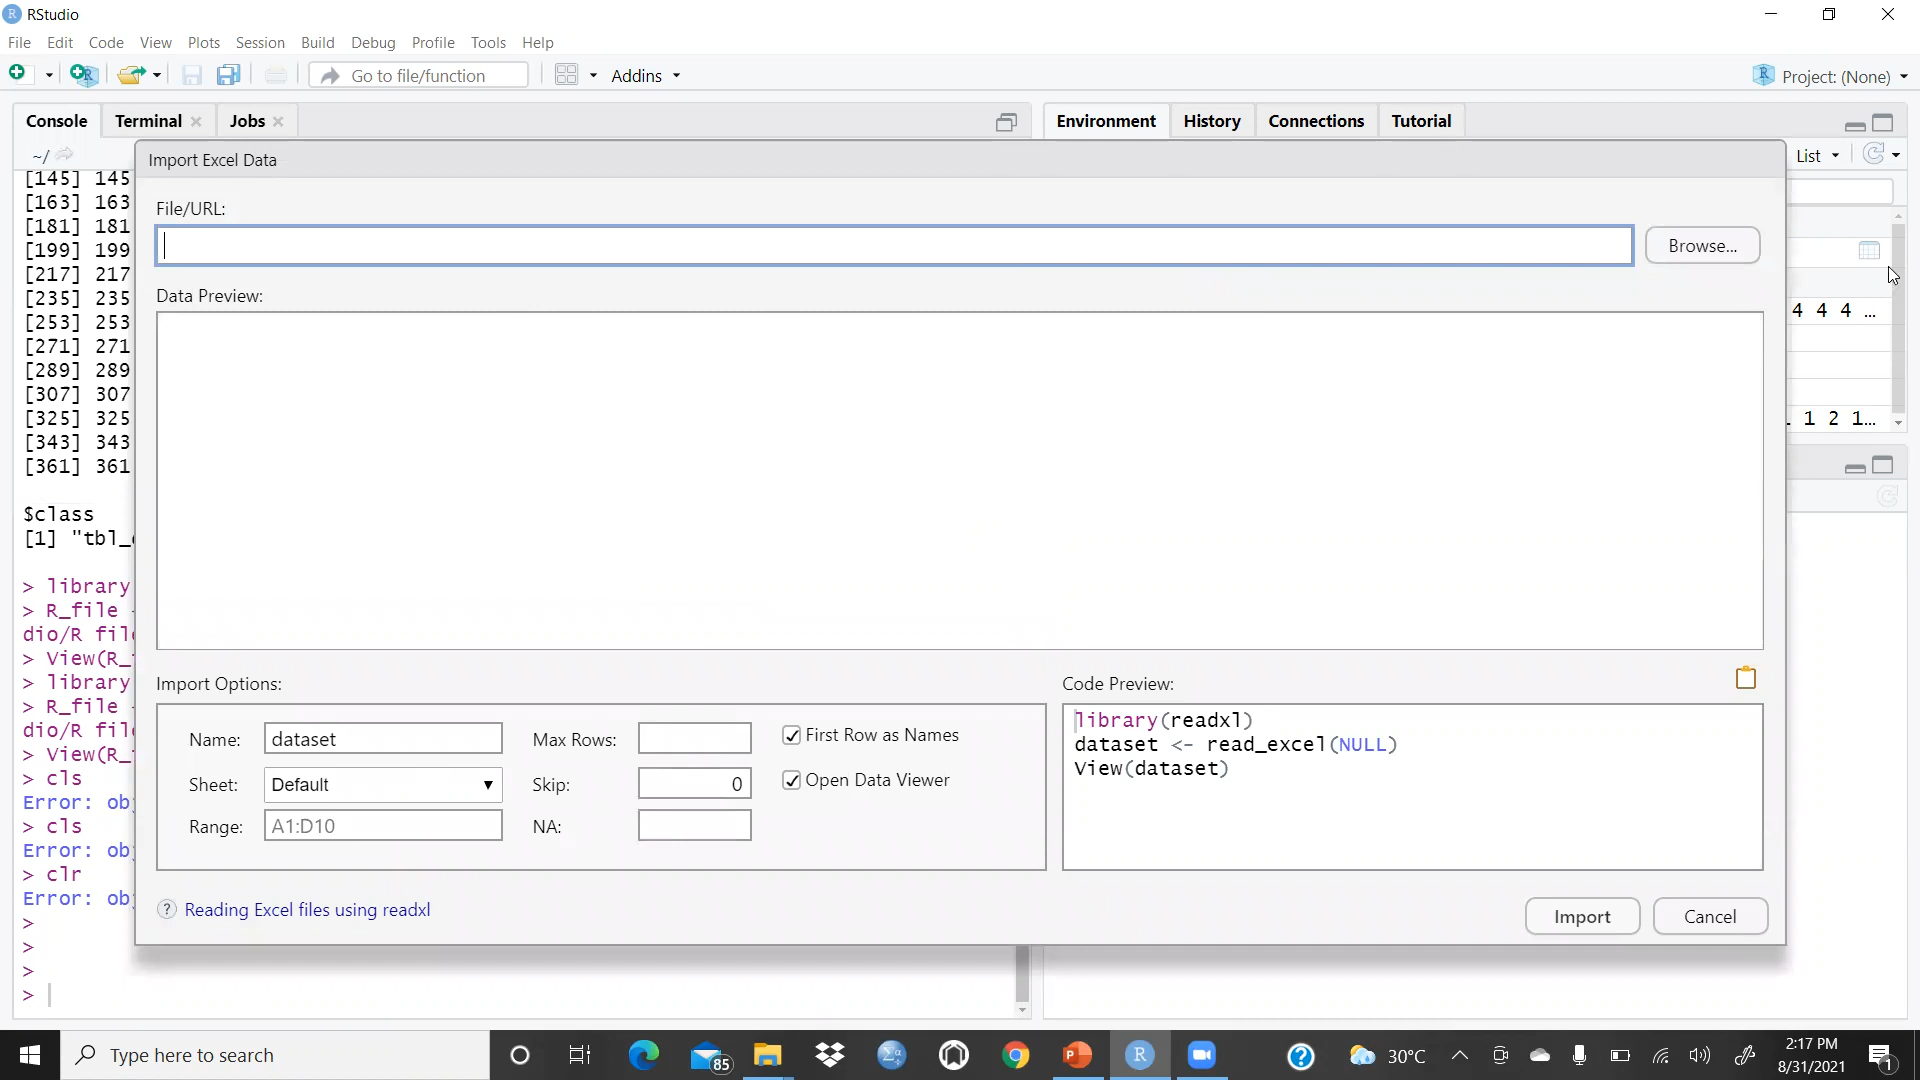 RStudio
File Edit Code View Plots Session Build Debug Profile Tools Help
Go to file/function Addins Project: (None)
Console Terminal Jobs Environment History Connections Tutorial
~/ List
Import Excel Data
[145] 145
[163] 163
[181] 181
[199] 199
[217] 217
[235] 235
[253] 253
[271] 271
[289] 289
[307] 307
[325] 325
[343] 343
[361] 361
$class
[1] "tbl_
> library
> R_file
dio/R fil
> View(R_
> library
> R_file
dio/R fil
> View(R_
> cls
Error: ob
> cls
Error: ob
> clr
Error: ob
>
>
>
>
File/URL:
Browse...
Data Preview:
4 4 4 ...
1 2 1...
Import Options:
Name: dataset
Max Rows:
First Row as Names
Sheet: Default
Skip: 0
Open Data Viewer
Range: A1:D10
NA:
Code Preview:
library(readxl)
dataset <- read_excel(NULL)
View(dataset)
? Reading Excel files using readxl
Import Cancel
Type here to search
85
30°C
2:17 PM
8/31/2021
1